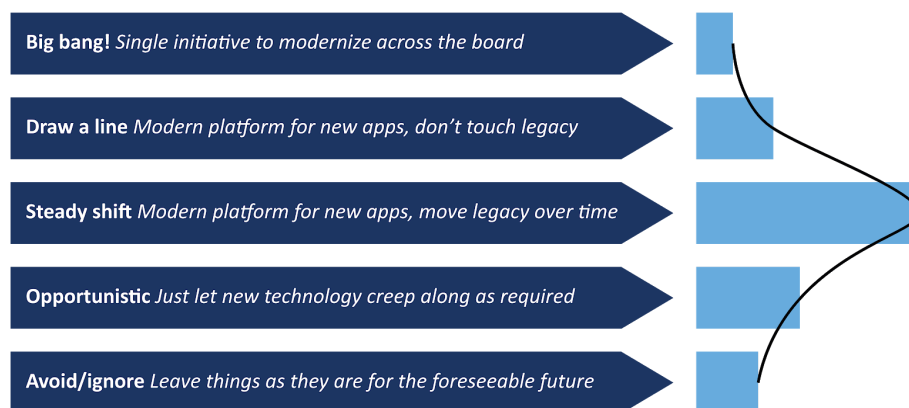 Big bang! Single initiative to modernize across the board
Draw a line Modern platform for new apps, don’t touch legacy
Steady shift Modern platform for new apps, move legacy over time
Opportunistic Just let new technology creep along as required
Avoid/ignore Leave things as they are for the foreseeable future